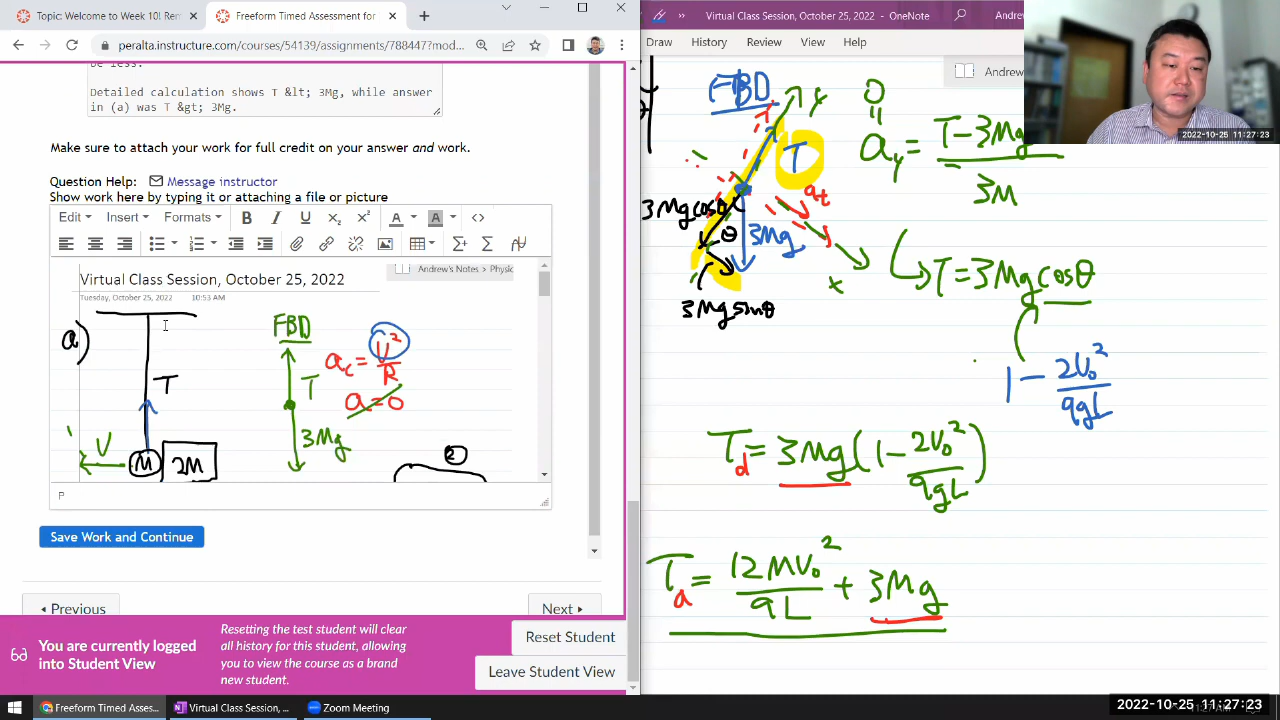 Topic: Welcome to Week 10! Rem
Freeform Timed Assessment for
peralta.instructure.com/courses/54139/assignments/788447?mod...
be less.
Detailed calculation shows T &lt; 3Mg, while answer
in (a) was T &gt; 3Mg.
Make sure to attach your work for full credit on your answer and work.
Question Help: Message instructor
Show work here by typing it or attaching a file or picture
Edit Insert Formats B I U x₂ x² A A
Virtual Class Session, October 25, 2022
Andrew's Notes > Physic
Tuesday, October 25, 2022 10:53 AM
a)
T
V
M
2M
FBD
T
3Mg
a_c = V²/R
a = 0
②
P
Save Work and Continue
Previous
Next
You are currently logged
into Student View
Resetting the test student will clear
all history for this student, allowing
you to view the course as a brand
new student.
Reset Student
Leave Student View
Virtual Class Session, October 25, 2022 - OneNote
Andrew
Draw History Review View Help
Andrew
2022-10-25 11:27:23
FBD
y
T
a_t
3Mg cosθ
θ
3Mg
3Mg sinθ
x
0
a_y = (T - 3Mg)/3M
T = 3Mg cosθ
1 - 2V₀²/9gL
T_d = 3Mg(1 - 2V₀²/9gL)
T_a = 12MV₀²/9L + 3Mg
Freeform Timed Asses...
Virtual Class Session, ...
Zoom Meeting
2022-10-25 11:27:23